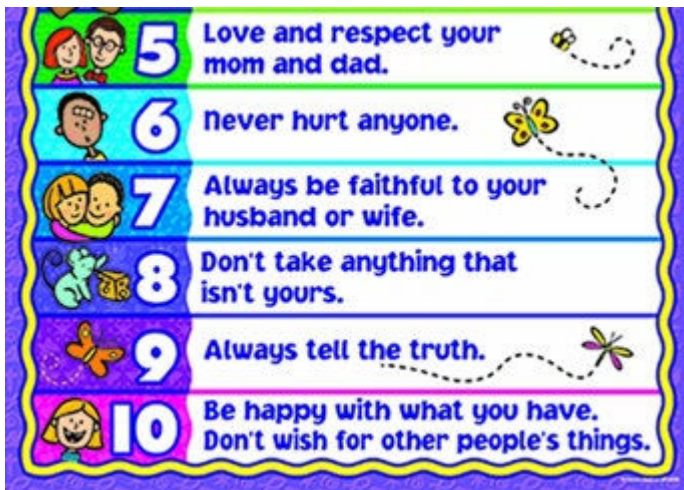 5 Love and respect your
mom and dad.
6 Never hurt anyone.
7 Always be faithful to your
husband or wife.
8 Don't take anything that
isn't yours.
9 Always tell the truth.
10 Be happy with what you have.
Don't wish for other people's things.